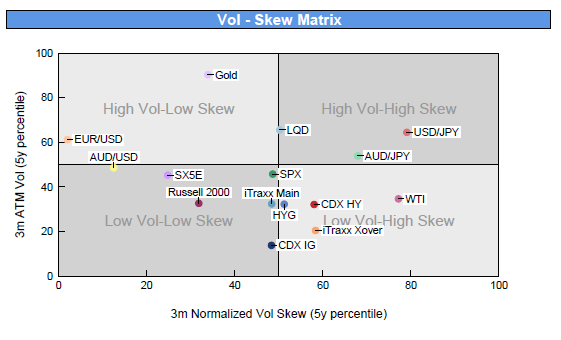 Vol - Skew Matrix
100
80
60
40
20
0
3m ATM Vol (5y percentile)
High Vol-Low Skew
High Vol-High Skew
Low Vol-Low Skew
Low Vol-High Skew
Gold
EUR/USD
LQD
USD/JPY
AUD/USD
AUD/JPY
SX5E
SPX
Russell 2000
iTraxx Main
HYG
CDX HY
WTI
iTraxx Xover
CDX IG
0
20
40
60
80
100
3m Normalized Vol Skew (5y percentile)